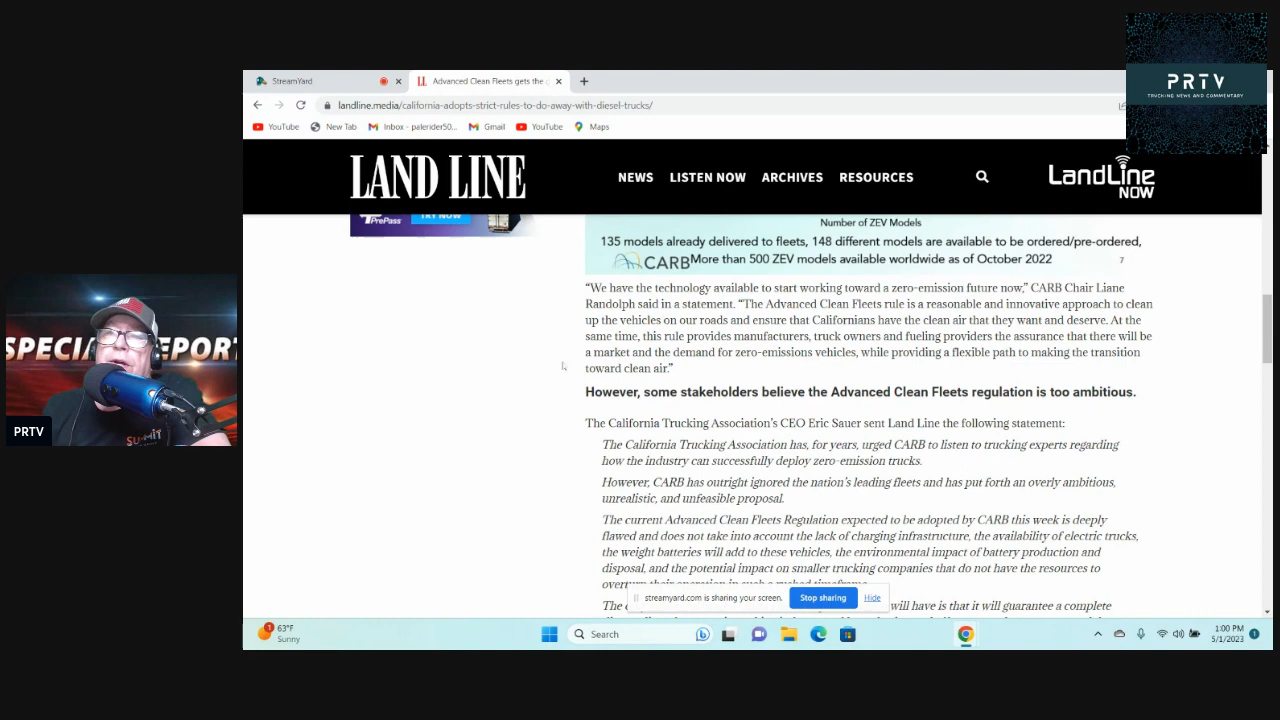 PRTV
TRUCKING NEWS AND COMMENTARY
StreamYard
Advanced Clean Fleets gets the
landline.media/california-adopts-strict-rules-to-do-away-with-diesel-trucks/
YouTube New Tab Inbox - palerider50... Gmail YouTube Maps
LAND LINE NEWS LISTEN NOW ARCHIVES RESOURCES LandLine NOW
PrePass TRY NOW
Number of ZEV Models
135 models already delivered to fleets, 148 different models are available to be ordered/pre-ordered,
CARB More than 500 ZEV models available worldwide as of October 2022 7
“We have the technology available to start working toward a zero-emission future now,” CARB Chair Liane
Randolph said in a statement. “The Advanced Clean Fleets rule is a reasonable and innovative approach to clean
up the vehicles on our roads and ensure that Californians have the clean air that they want and deserve. At the
same time, this rule provides manufacturers, truck owners and fueling providers the assurance that there will be
a market and the demand for zero-emissions vehicles, while providing a flexible path to making the transition
toward clean air.”
However, some stakeholders believe the Advanced Clean Fleets regulation is too ambitious.
The California Trucking Association’s CEO Eric Sauer sent Land Line the following statement:
The California Trucking Association has, for years, urged CARB to listen to trucking experts regarding
how the industry can successfully deploy zero-emission trucks.
However, CARB has outright ignored the nation’s leading fleets and has put forth an overly ambitious,
unrealistic, and unfeasible proposal.
The current Advanced Clean Fleets Regulation expected to be adopted by CARB this week is deeply
flawed and does not take into account the lack of charging infrastructure, the availability of electric trucks,
the weight batteries will add to these vehicles, the environmental impact of battery production and
disposal, and the potential impact on smaller trucking companies that do not have the resources to
The will have is that it will guarantee a complete
streamyard.com is sharing your screen. Stop sharing Hide
SPECIAL REPORT
SUMMIT
PRTV
1
63°F
Sunny
Search
1:00 PM
5/1/2023
1